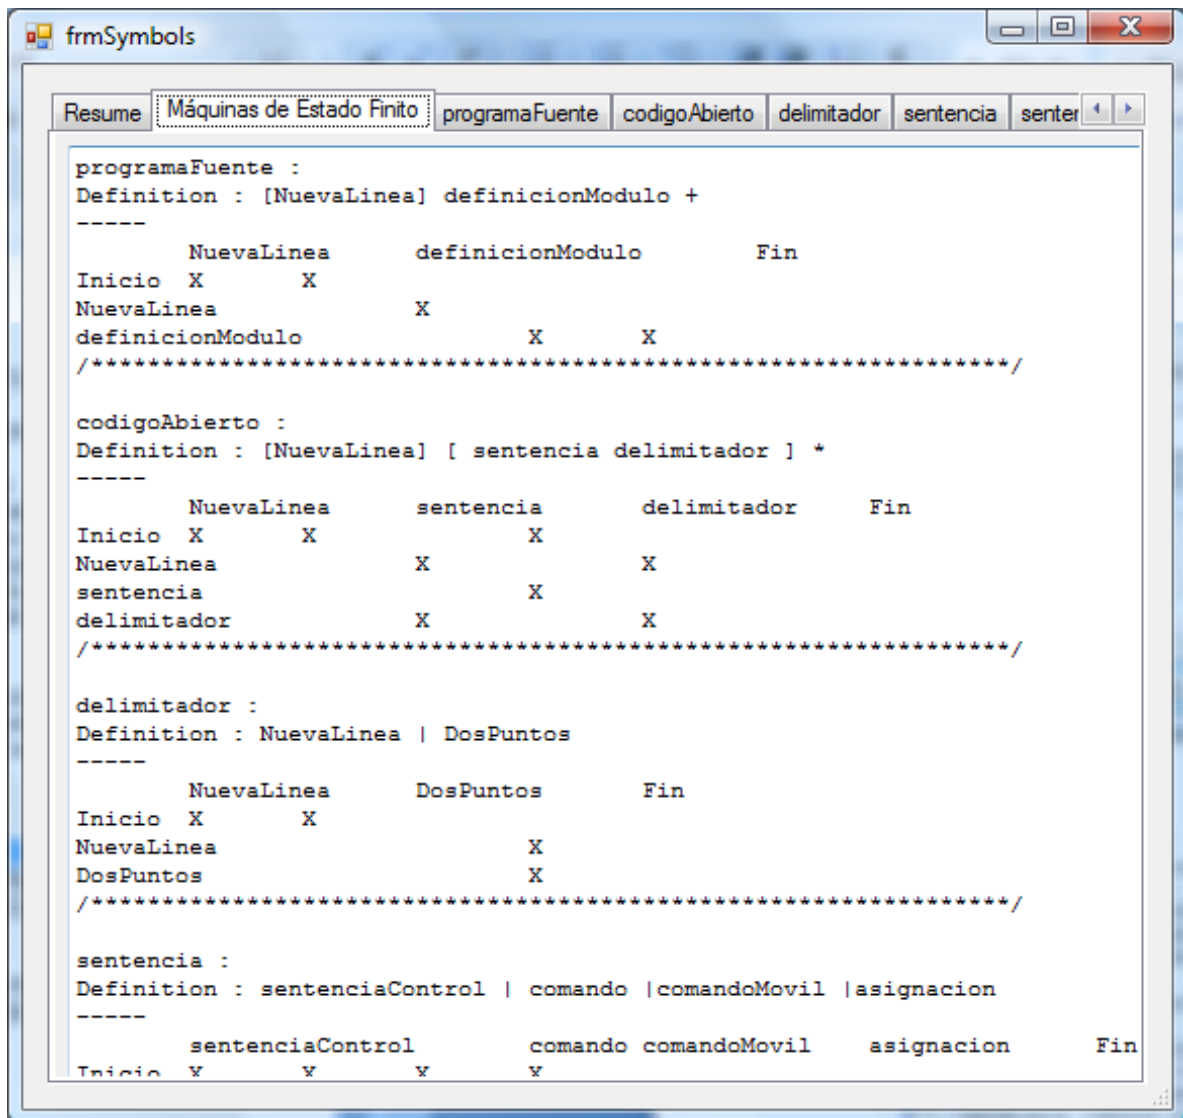 frmSymbols
Resume Máquinas de Estado Finito programaFuente codigoAbierto delimitador sentencia senter
programaFuente :
Definition : [NuevaLinea] definicionModulo +
-----
NuevaLinea definicionModulo Fin
Inicio X X
NuevaLinea X
definicionModulo X X
/*****************************************************************/
codigoAbierto :
Definition : [NuevaLinea] [ sentencia delimitador ] *
-----
NuevaLinea sentencia delimitador Fin
Inicio X X X
NuevaLinea X X
sentencia X
delimitador X X
/*****************************************************************/
delimitador :
Definition : NuevaLinea | DosPuntos
-----
NuevaLinea DosPuntos Fin
Inicio X X
NuevaLinea X
DosPuntos X
/*****************************************************************/
sentencia :
Definition : sentenciaControl | comando |comandoMovil |asignacion
-----
sentenciaControl comando comandoMovil asignacion Fin
Inicio X X X X